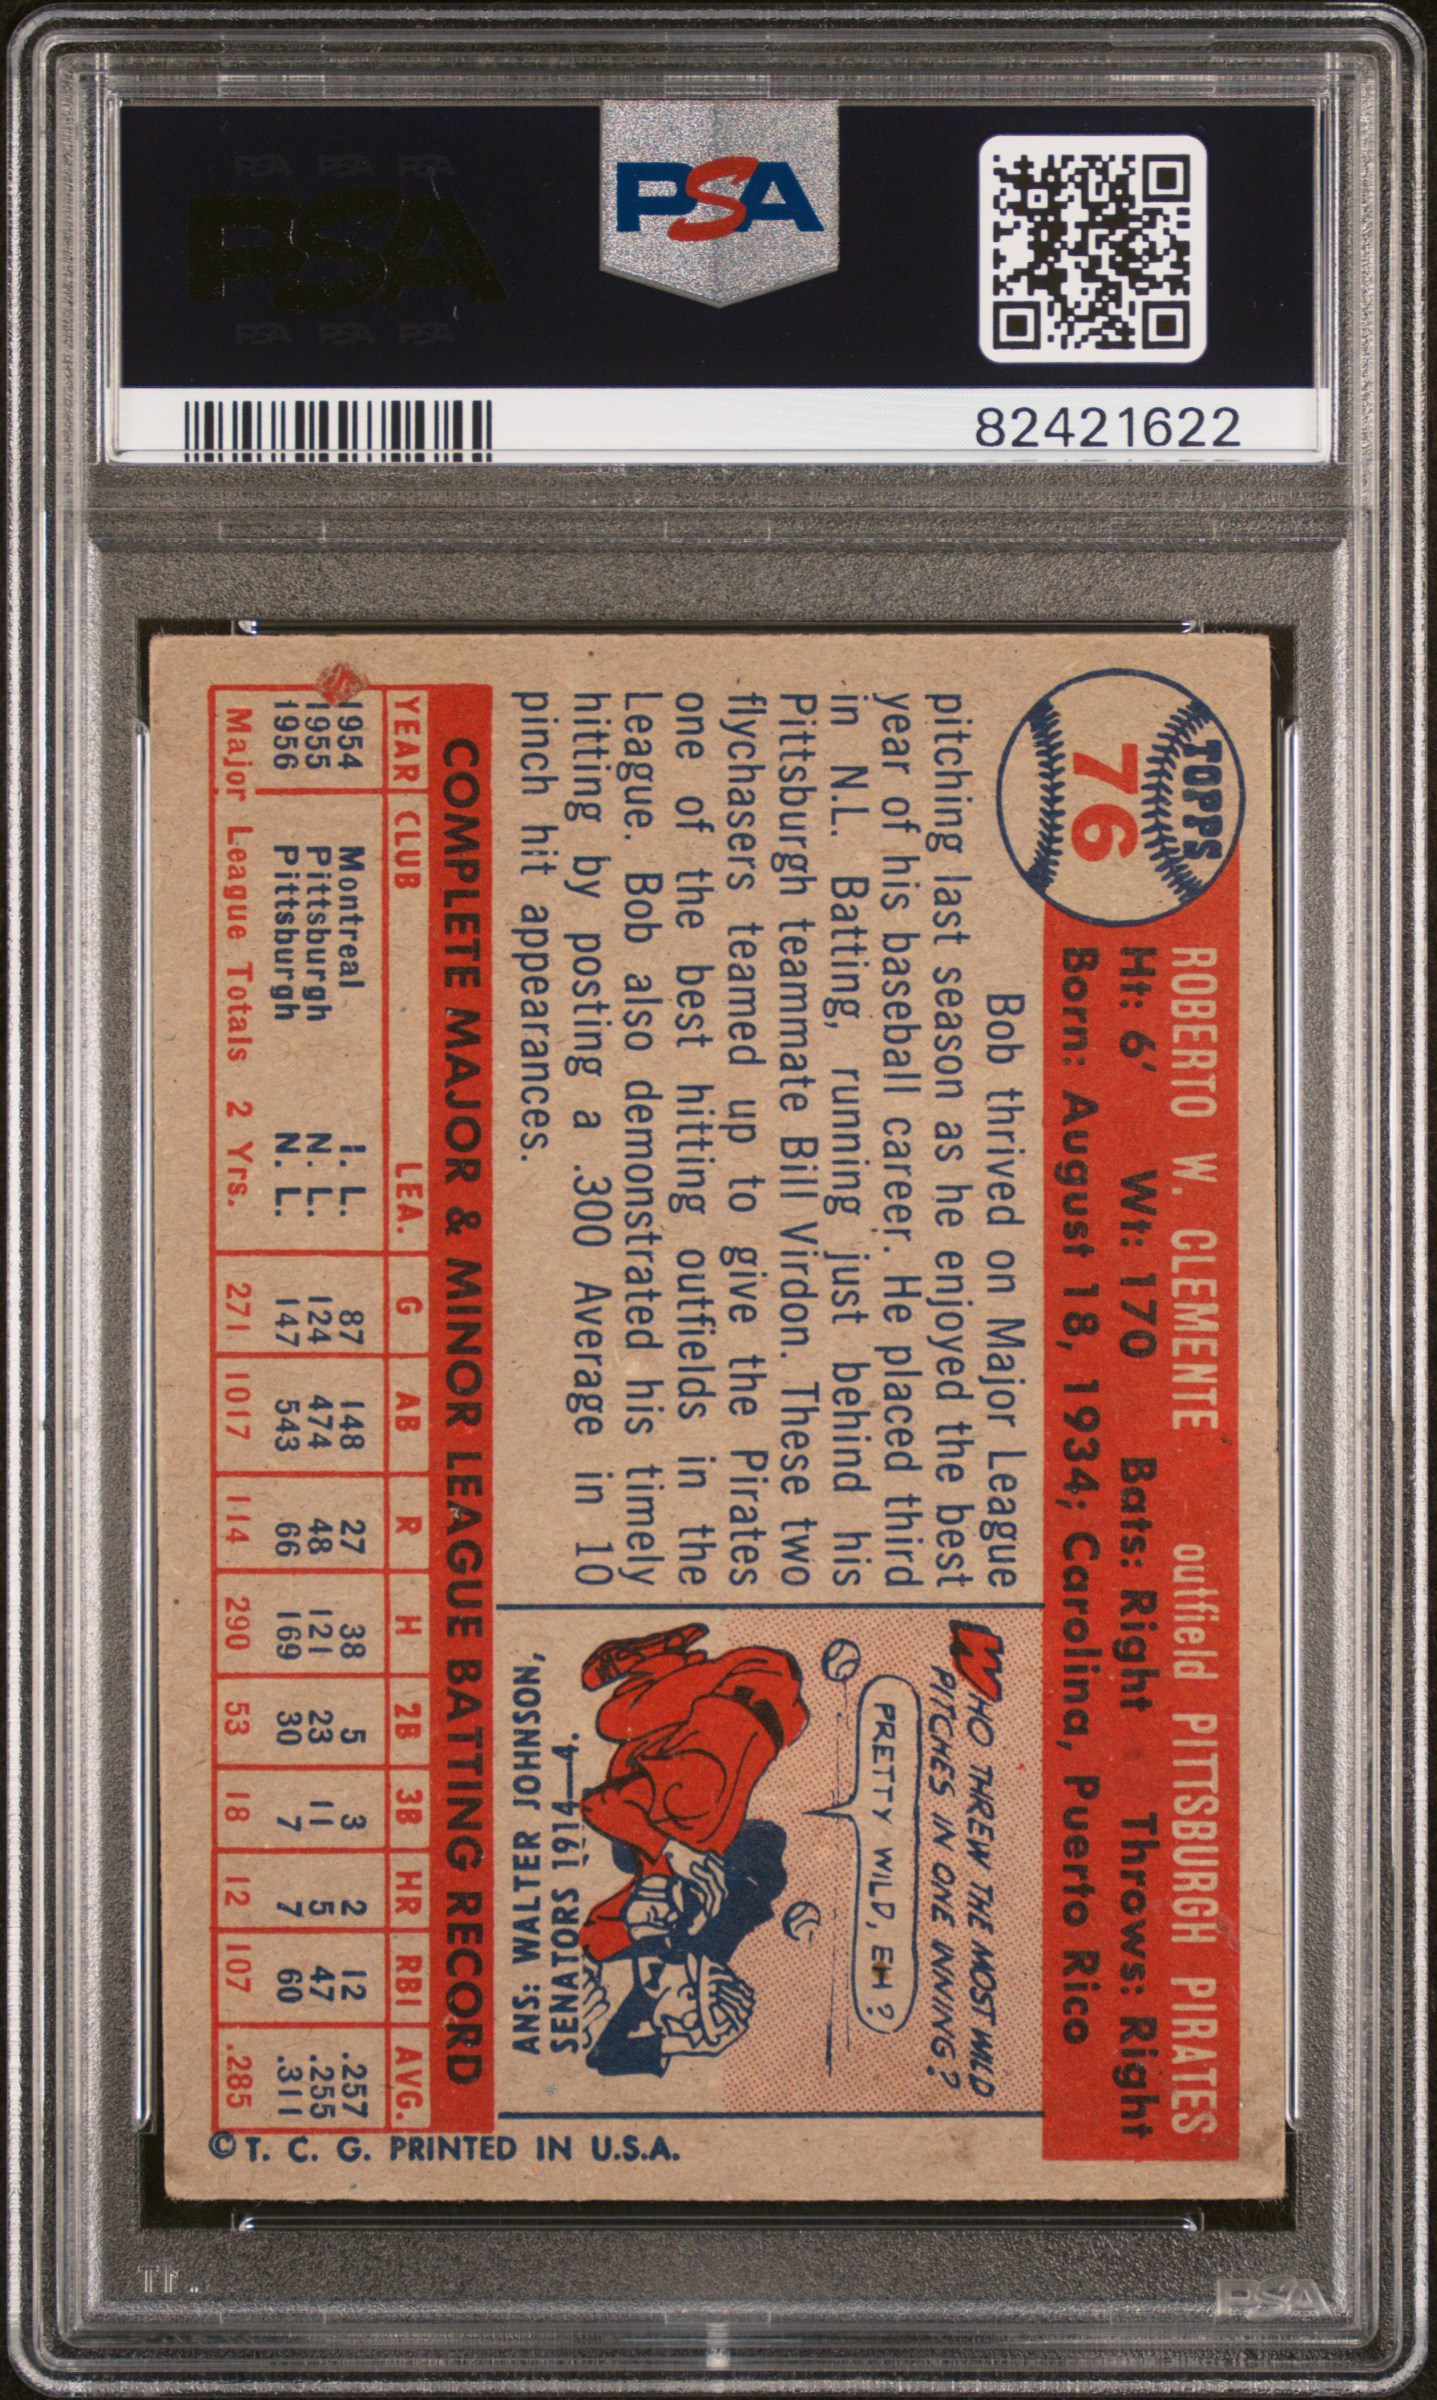 PSA PSA PSA
PSA
PSA PSA PSA
PSA
82421622
TOPPS
76
ROBERTO W. CLEMENTE outfield PITTSBURGH PIRATES
Ht: 6' Wt: 170 Bats: Right Throws: Right
Born: August 18, 1934; Carolina, Puerto Rico
Bob thrived on Major League
pitching last season as he enjoyed the best
year of his baseball career. He placed third
in N.L. Batting, running just behind his
Pittsburgh teammate Bill Virdon. These two
flychasers teamed up to give the Pirates
one of the best hitting outfields in the
League. Bob also demonstrated his timely
hitting by posting a .300 Average in 10
pinch hit appearances.
WHO THREW THE MOST WILD
PITCHES IN ONE INNING?
PRETTY WILD, EH?
ANS: WALTER JOHNSON,
SENATORS 1914—4.
COMPLETE MAJOR & MINOR LEAGUE BATTING RECORD
YEAR CLUB LEA. G AB R H 2B 3B HR RBI AVG.
1954 Montreal I. L. 87 148 27 38 5 3 2 12 .257
1955 Pittsburgh N. L. 124 474 48 121 23 11 5 47 .255
1956 Pittsburgh N. L. 147 543 66 169 30 7 7 60 .311
Major League Totals 2 Yrs. 271 1017 114 290 53 18 12 107 .285
© T. C. G. PRINTED IN U.S.A.
PSA